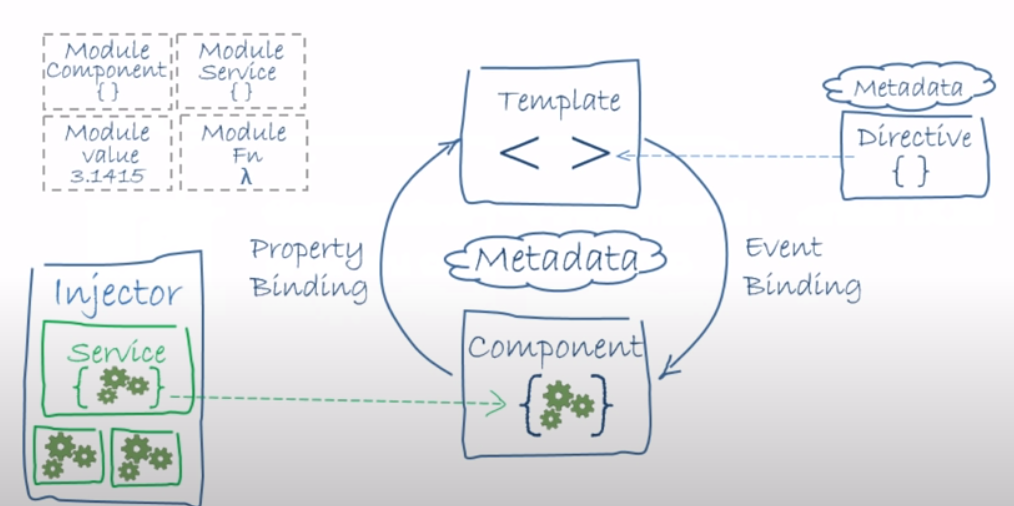 Module
Component
{ }
Module
Service
{ }
Module
value
3.1415
Module
Fn
λ
Template
< >
Metadata
Directive
{ }
Property
Binding
Metadata
Event
Binding
Injector
Service
{ }
Component
{ }